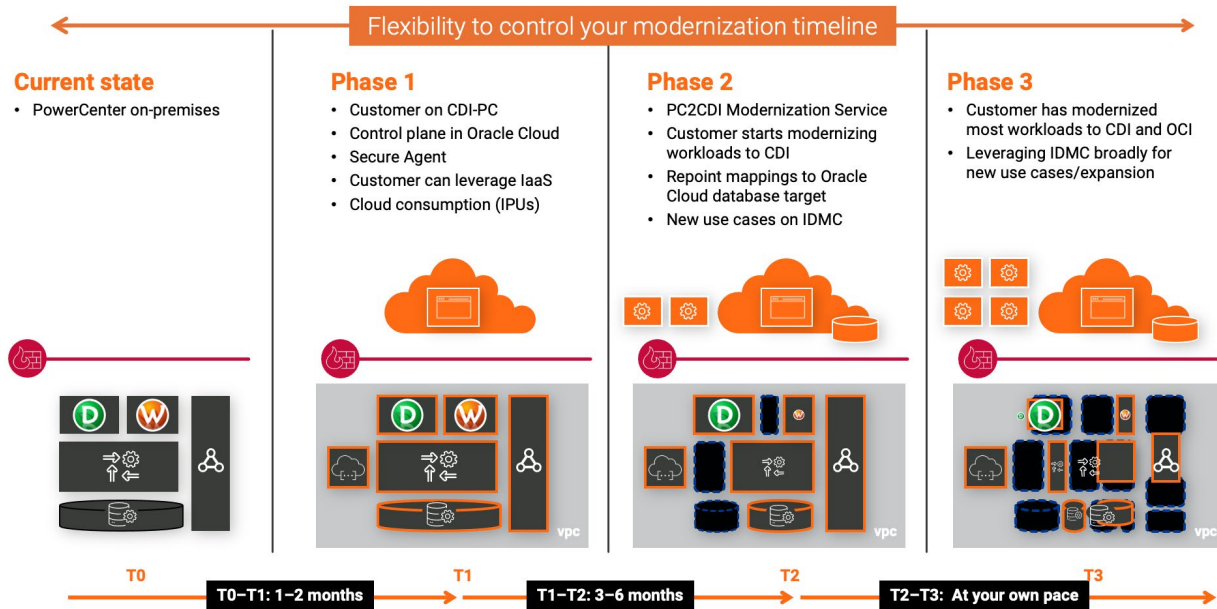 Flexibility to control your modernization timeline
Current state
• PowerCenter on-premises
Phase 1
• Customer on CDI-PC
• Control plane in Oracle Cloud
• Secure Agent
• Customer can leverage IaaS
• Cloud consumption (IPUs)
Phase 2
• PC2CDI Modernization Service
• Customer starts modernizing
workloads to CDI
• Repoint mappings to Oracle
Cloud database target
• New use cases on IDMC
Phase 3
• Customer has modernized
most workloads to CDI and OCI
• Leveraging IDMC broadly for
new use cases/expansion
D
W
D
W
vpc
D
W
vpc
D
D
W
vpc
T0
T1
T2
T3
T0–T1: 1–2 months
T1–T2: 3–6 months
T2–T3: At your own pace